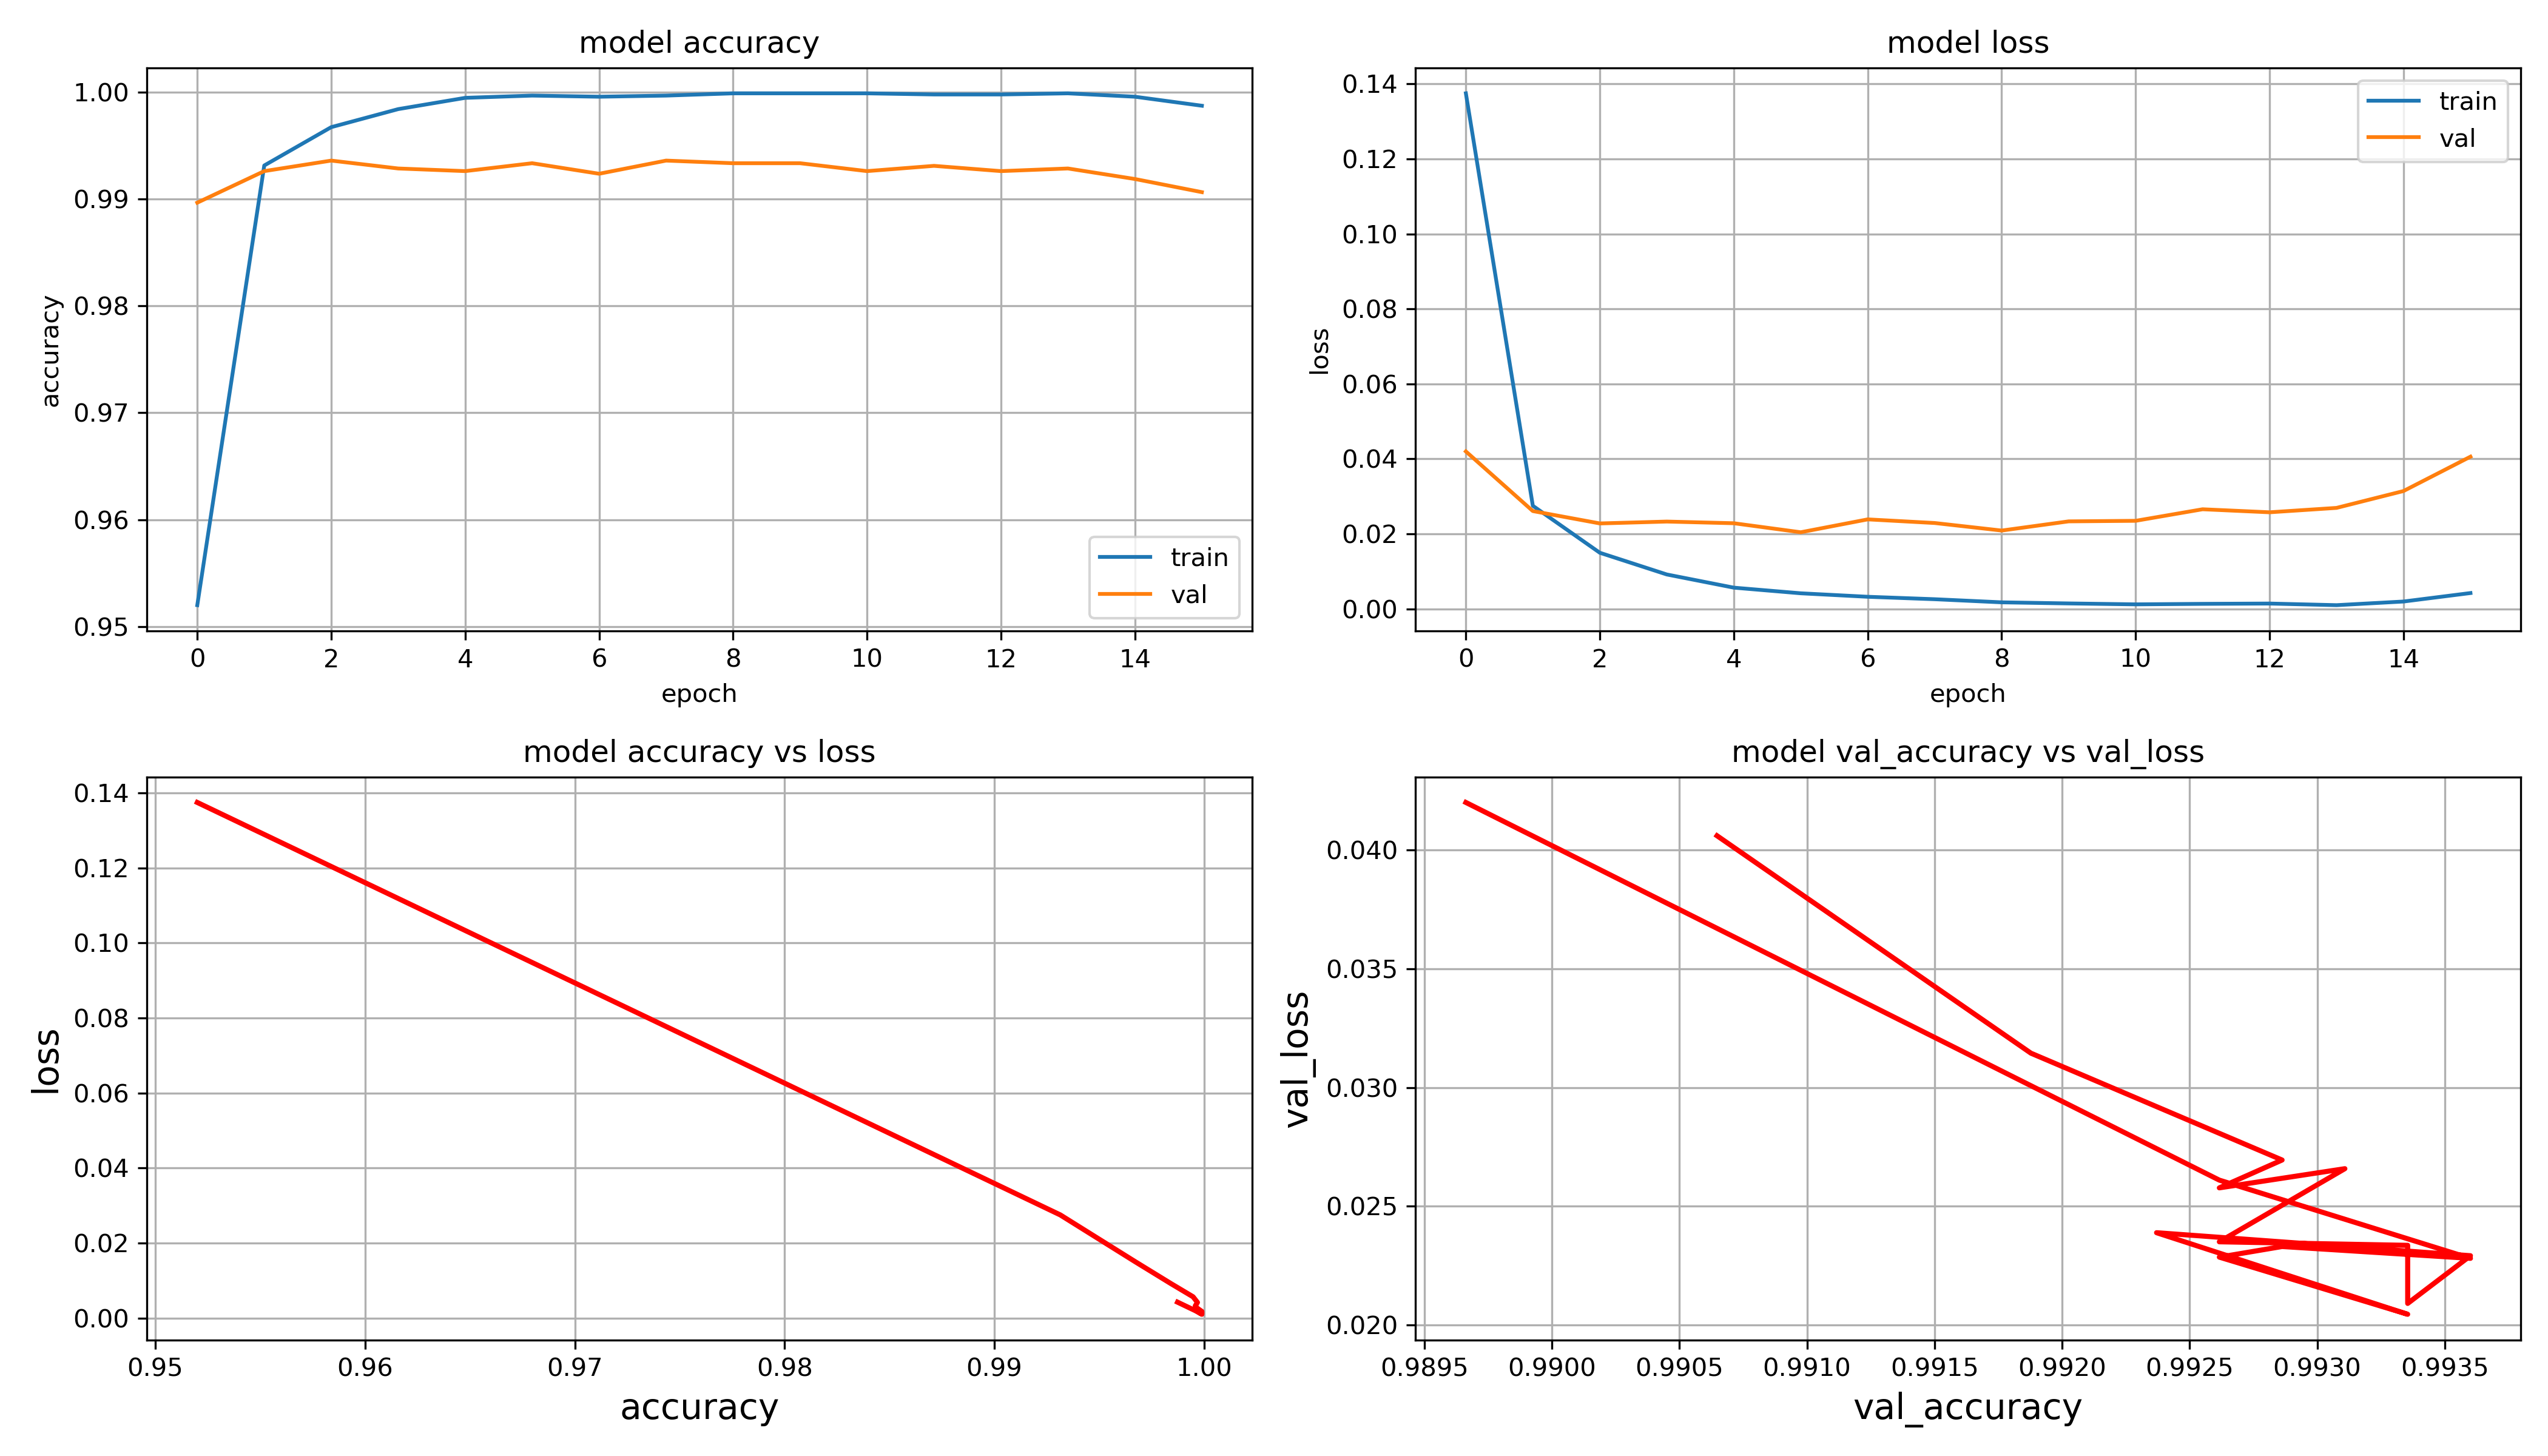 model accuracy
1.00
0.99
0.98
0.97
0.96
0.95
accuracy
0 2 4 6 8 10 12 14
epoch
train
val
model loss
0.14
0.12
0.10
0.08
0.06
0.04
0.02
0.00
loss
0 2 4 6 8 10 12 14
epoch
train
val
model accuracy vs loss
0.14
0.12
0.10
0.08
0.06
0.04
0.02
0.00
loss
0.95 0.96 0.97 0.98 0.99 1.00
accuracy
model val_accuracy vs val_loss
0.040
0.035
0.030
0.025
0.020
val_loss
0.9895 0.9900 0.9905 0.9910 0.9915 0.9920 0.9925 0.9930 0.9935
val_accuracy